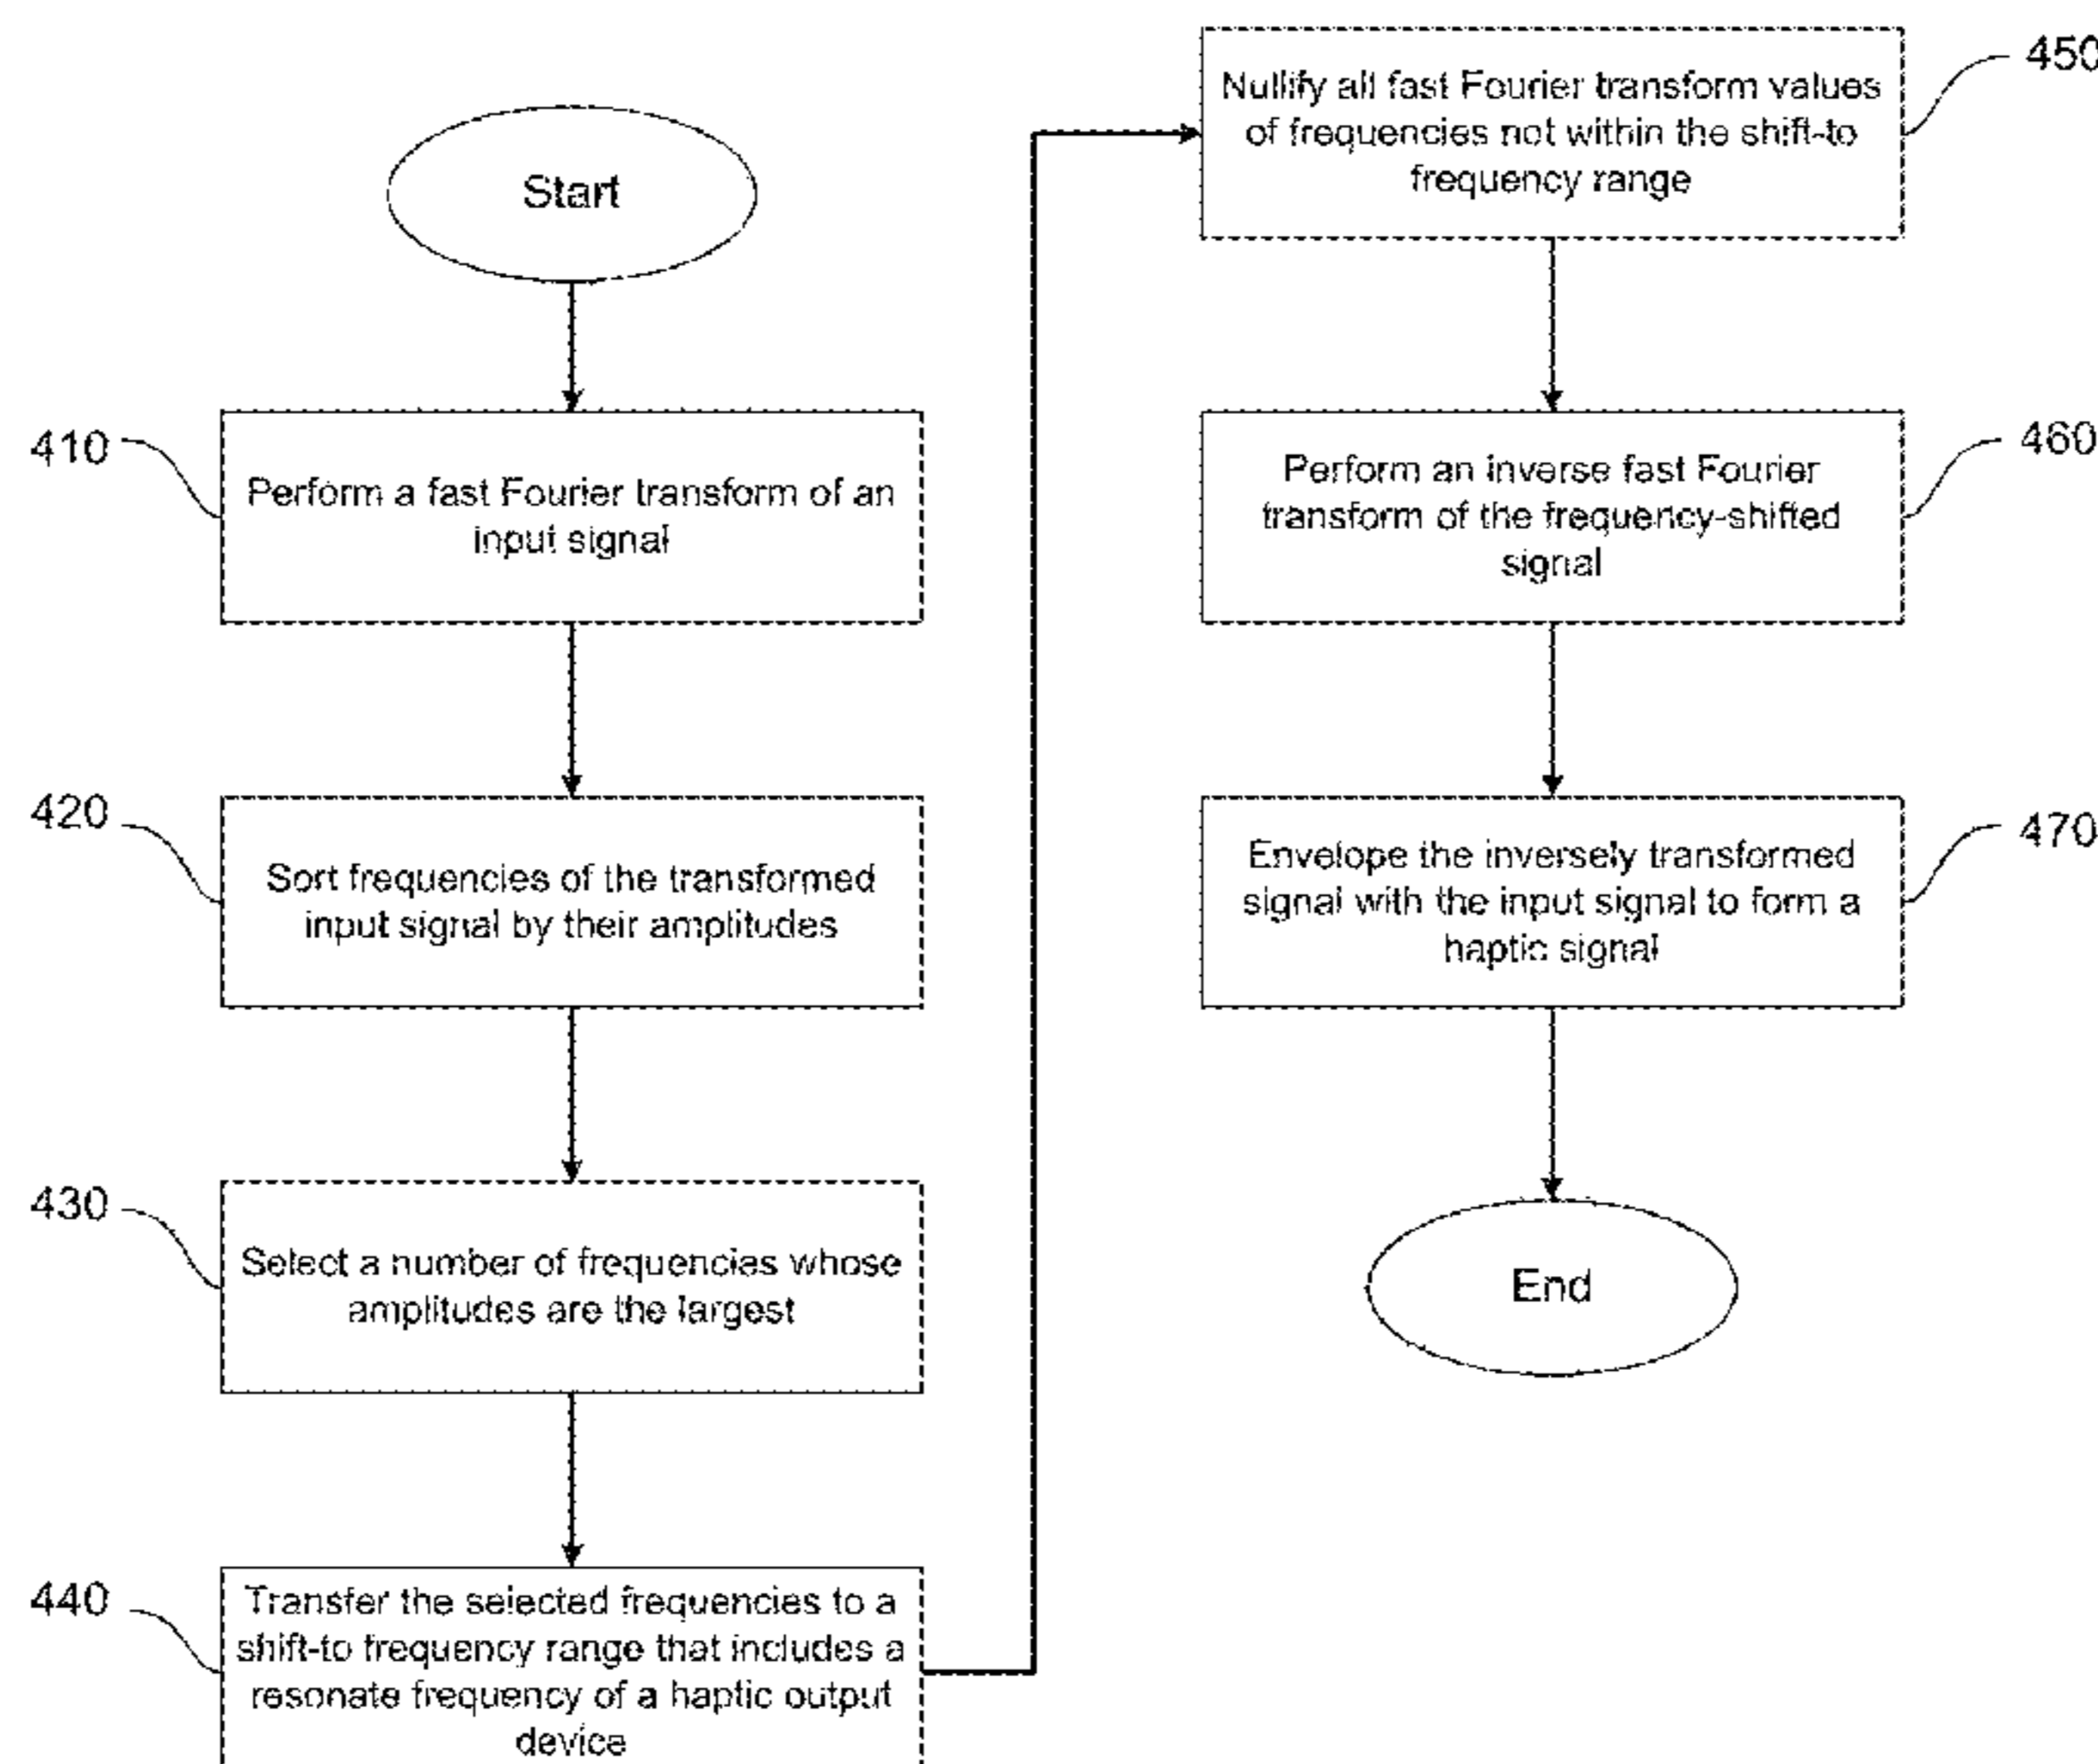 Start
410
Perform a fast Fourier transform of an
input signal
420
Sort frequencies of the transformed
input signal by their amplitudes
430
Select a number of frequencies whose
amplitudes are the largest
440
Transfer the selected frequencies to a
shift-to frequency range that includes a
resonate frequency of a haptic output
device
450
Nullify all fast Fourier transform values
of frequencies not within the shift-to
frequency range
460
Perform an inverse fast Fourier
transform of the frequency-shifted
signal
470
Envelope the inversely transformed
signal with the input signal to form a
haptic signal
End